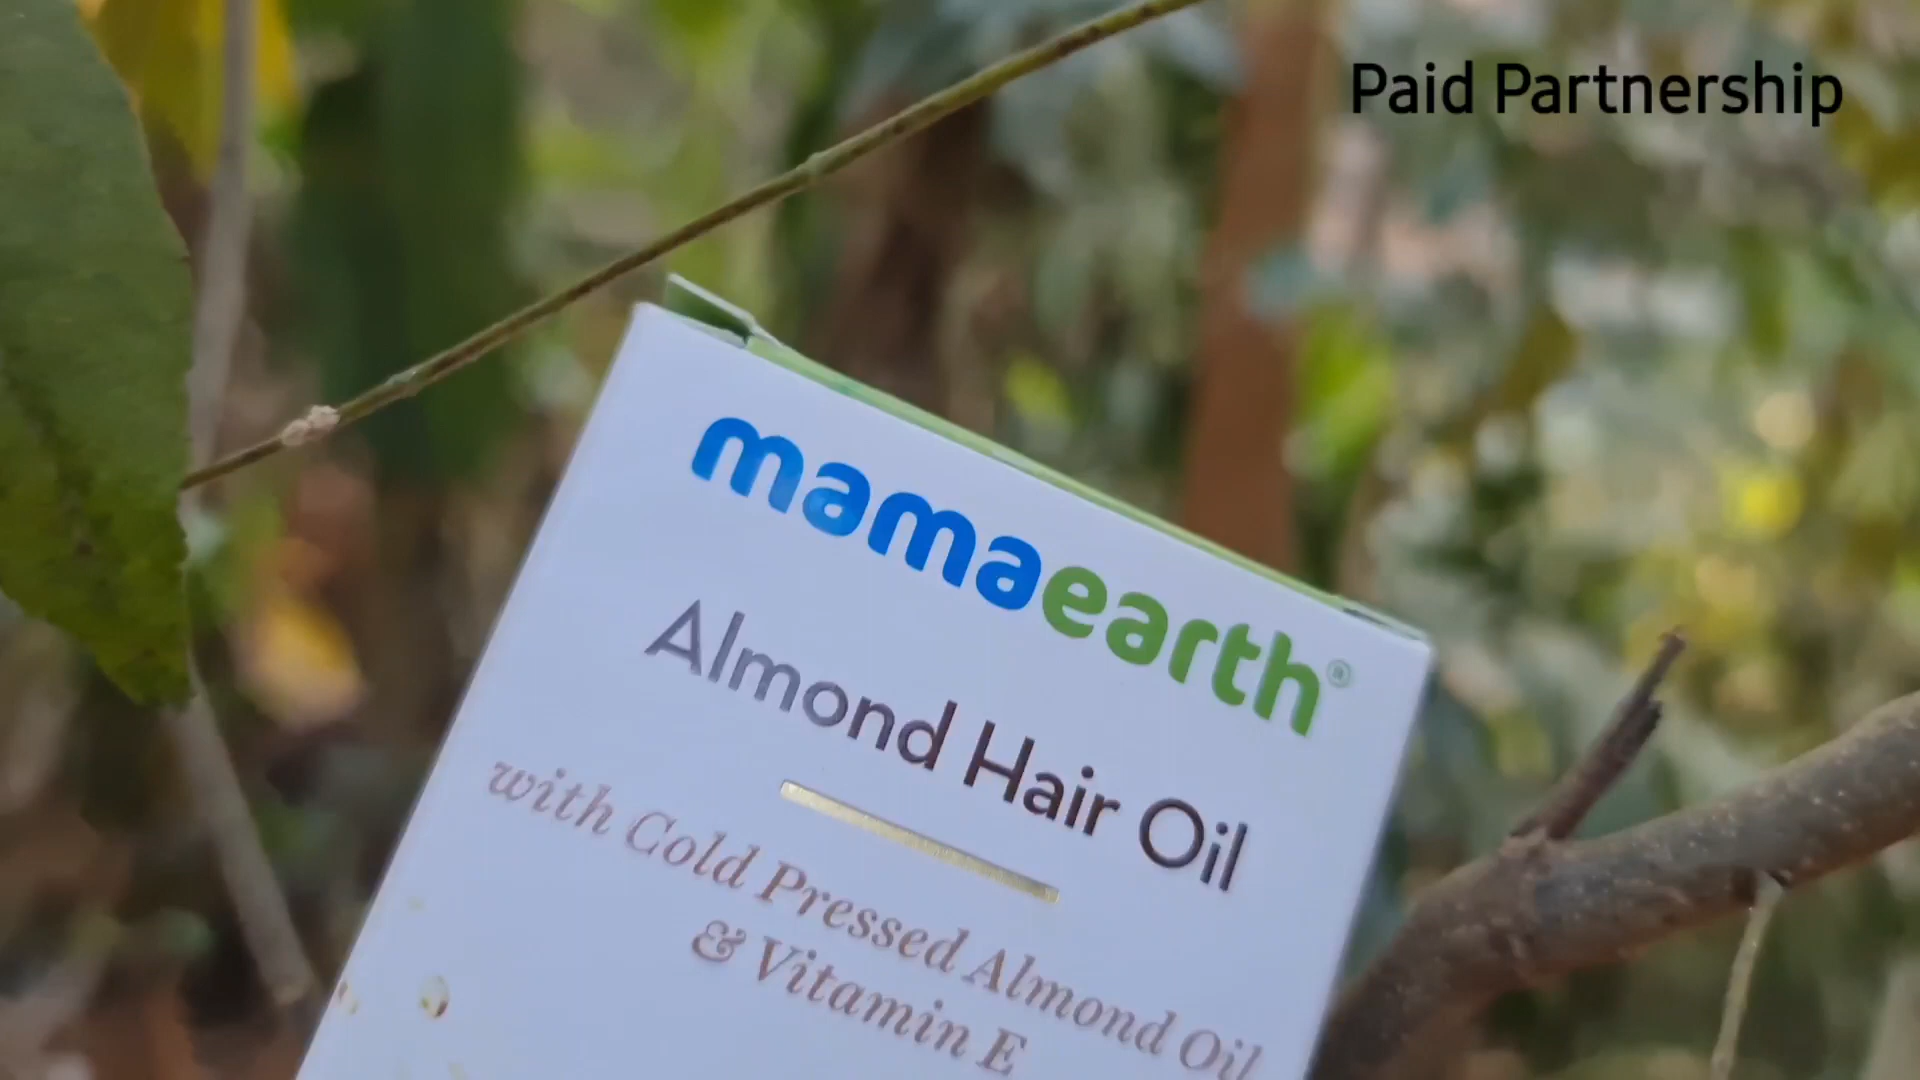 Paid Partnership
mamaearth®
Almond Hair Oil
with Cold Pressed Almond Oil
& Vitamin E